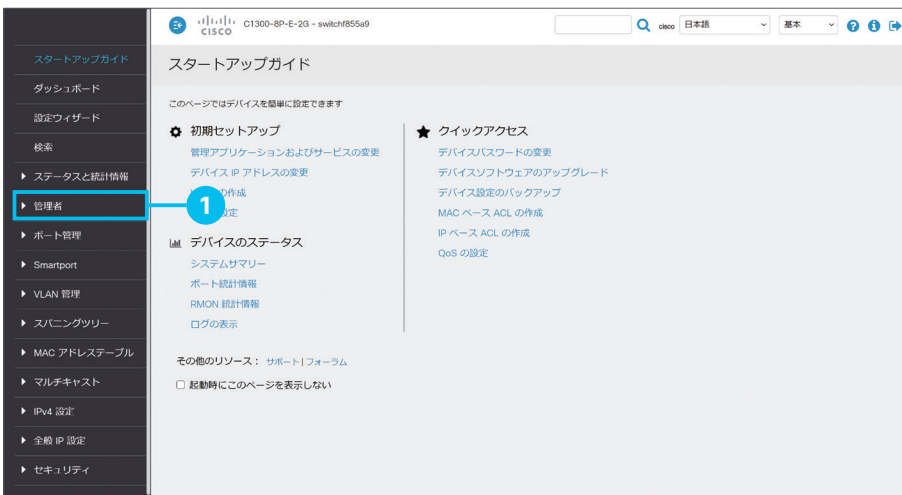 CISCO
C1300-8P-E-2G - switchf855a9
cisco
日本語
基本
スタートアップガイド
ダッシュボード
設定ウィザード
検索
ステータスと統計情報
管理者
ポート管理
Smartport
VLAN 管理
スパニングツリー
MAC アドレステーブル
マルチキャスト
IPv4 設定
全般 IP 設定
セキュリティ
スタートアップガイド
このページではデバイスを簡単に設定できます
初期セットアップ
管理アプリケーションおよびサービスの変更
デバイス IP アドレスの変更
の作成
設定
1
デバイスのステータス
システムサマリー
ポート統計情報
RMON 統計情報
ログの表示
クイックアクセス
デバイスパスワードの変更
デバイスソフトウェアのアップグレード
デバイス設定のバックアップ
MAC ベース ACL の作成
IP ベース ACL の作成
QoS の設定
その他のリソース： サポート | フォーラム
起動時にこのページを表示しない